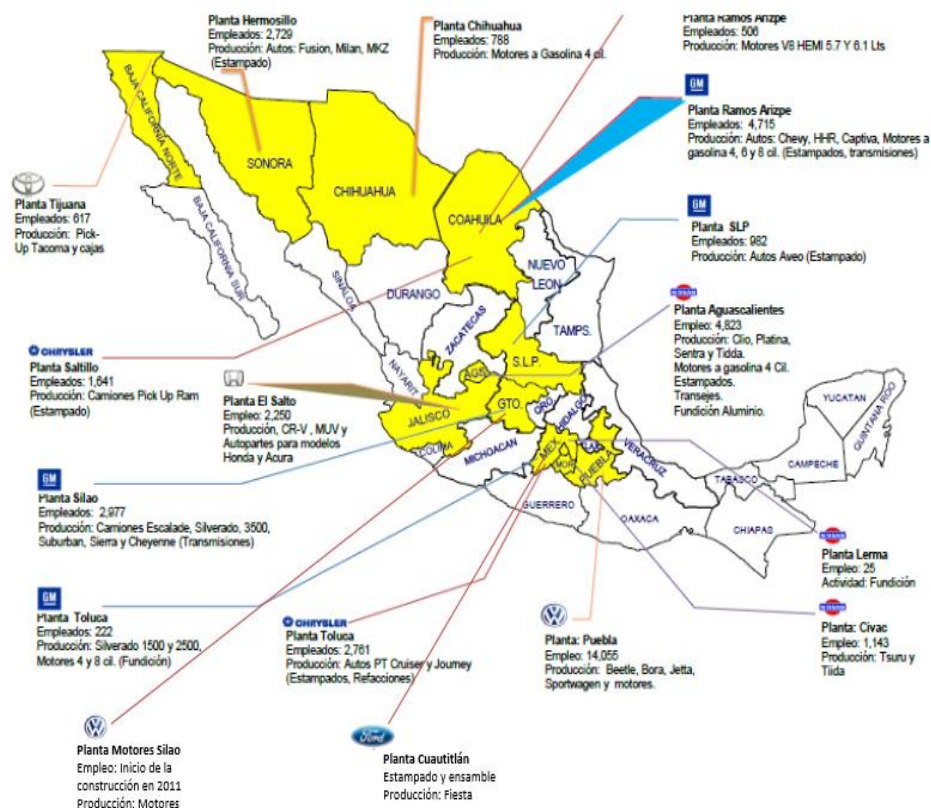 Planta Hermosillo
Empleados: 2,729
Producción: Autos: Fusion, Milan, MKZ
(Estampado)
Planta Chihuahua
Empleados: 788
Producción: Motores a Gasolina 4 cil.
Planta Ramos Arizpe
Empleados: 506
Producción: Motores V8 HEMI 5.7 Y 6.1 Lts
GM
Planta Ramos Arizpe
Empleados: 4,715
Producción: Autos: Chevy, HHR, Captiva, Motores a
gasolina 4, 6 y 8 cil. (Estampados, transmisiones)
BAJA CALIFORNIA NORTE
SONORA
CHIHUAHUA
COAHUILA
Planta Tijuana
Empleados: 617
Producción: Pick-
Up Tacoma y cajas
BAJA CALIFORNIA SUR
SINALOA
DURANGO
NUEVO
LEON
GM
Planta SLP
Empleados: 982
Producción: Autos Aveo (Estampado)
ZACATECAS
TAMPS.
NISSAN
Planta Aguascalientes
Empleo: 4,823
Producción: Clio, Platina,
Sentra y Tidda.
Motores a gasolina 4 Cil.
Estampados.
Transejes.
Fundición Aluminio.
CHRYSLER
Planta Saltillo
Empleados: 1,641
Producción: Camiones Pick Up Ram
(Estampado)
NAYARIT
S.L.P.
AGS
Planta El Salto
Empleo: 2,250
Producción, CR-V , MUV y
Autopartes para modelos
Honda y Acura
JALISCO
GTO.
QRO
HIDALGO
COLIMA
MICHOACAN
MEX.
MOR
PUEBLA
VERACRUZ
GUERRERO
OAXACA
TABASCO
CHIAPAS
CAMPECHE
YUCATAN
QUINTANA ROO
GM
Planta Silao
Empleados: 2,977
Producción: Camiones Escalade, Silverado, 3500,
Suburban, Sierra y Cheyenne (Transmisiones)
NISSAN
Planta Lerma
Empleo: 25
Actividad: Fundición
GM
Planta Toluca
Empleados: 222
Producción: Silverado 1500 y 2500,
Motores 4 y 8 cil. (Fundición)
CHRYSLER
Planta Toluca
Empleados: 2,761
Producción: Autos PT Cruiser y Journey
(Estampados, Refacciones)
Planta: Puebla
Empleo: 14,055
Producción: Beetle, Bora, Jetta,
Sportwagen y motores.
NISSAN
Planta: Civac
Empleo: 1,143
Producción: Tsuru y
Tiida
Planta Motores Silao
Empleo: Inicio de la
construcción en 2011
Producción: Motores
Ford
Planta Cuautitlán
Estampado y ensamble
Producción: Fiesta